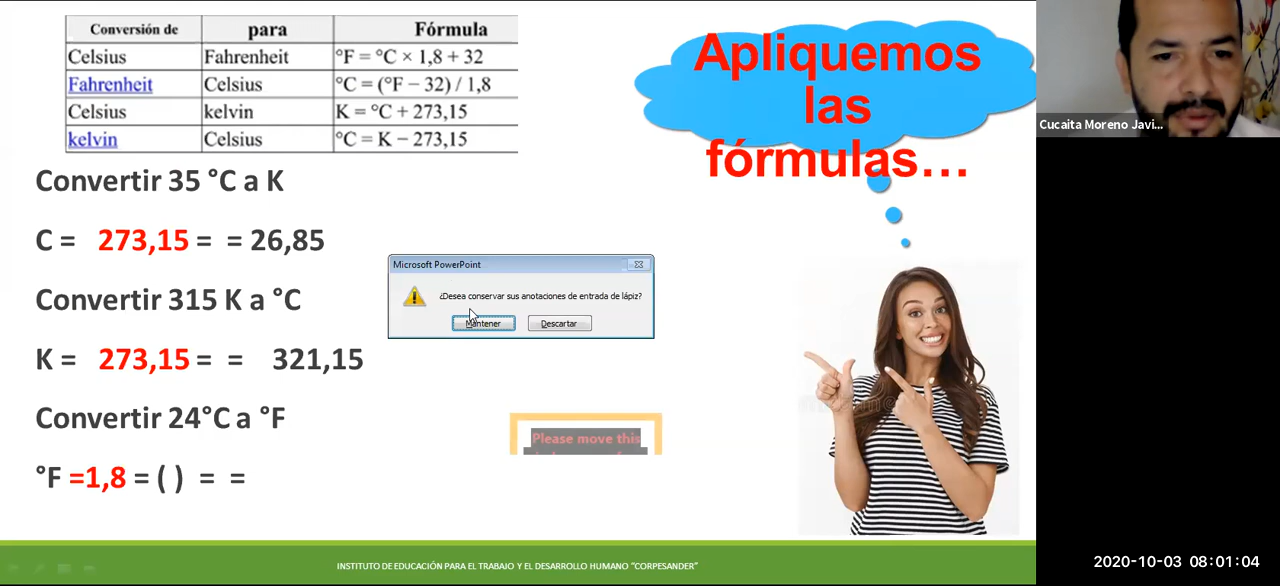 Conversión de para Fórmula
Celsius Fahrenheit °F = °C × 1,8 + 32
Fahrenheit Celsius °C = (°F − 32) / 1,8
Celsius kelvin K = °C + 273,15
kelvin Celsius °C = K − 273,15
Apliquemos
las
fórmulas…
Cucaita Moreno Javi...
Convertir 35 °C a K
C = 273,15 = = 26,85
Microsoft PowerPoint
¿Desea conservar sus anotaciones de entrada de lápiz?
Mantener Descartar
Convertir 315 K a °C
K = 273,15 = = 321,15
Convertir 24°C a °F
Please move this
°F =1,8 = ( ) = =
INSTITUTO DE EDUCACIÓN PARA EL TRABAJO Y EL DESARROLLO HUMANO “CORPESANDER”
2020-10-03 08:01:04